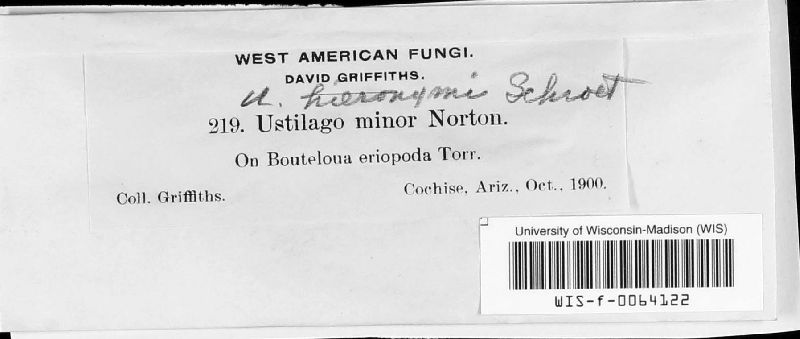 WEST AMERICAN FUNGI.
DAVID GRIFFITHS.
U. hieronymi Schroet
219. Ustilago minor Norton.
On Bouteloua eriopoda Torr.
Coll. Griffiths.
Cochise, Ariz., Oct., 1900.
University of Wisconsin-Madison (WIS)
WIS-f-0064122